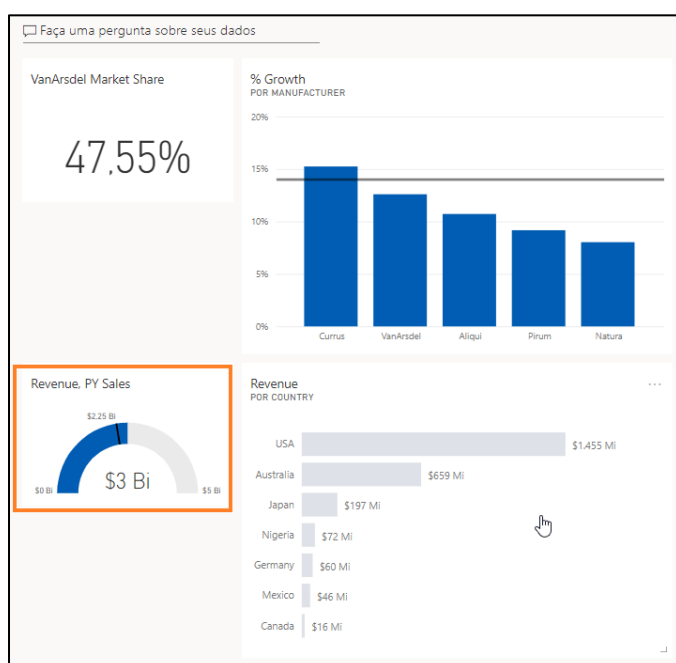 Faça uma pergunta sobre seus dados
VanArsdel Market Share
47,55%
% Growth
POR MANUFACTURER
20%
15%
10%
5%
0%
Currus VanArsdel Aliqui Pirum Natura
Revenue, PY Sales
$2.25 Bi
$0 Bi $3 Bi $5 Bi
Revenue
POR COUNTRY
USA $1.455 Mi
Australia $659 Mi
Japan $197 Mi
Nigeria $72 Mi
Germany $60 Mi
Mexico $46 Mi
Canada $16 Mi